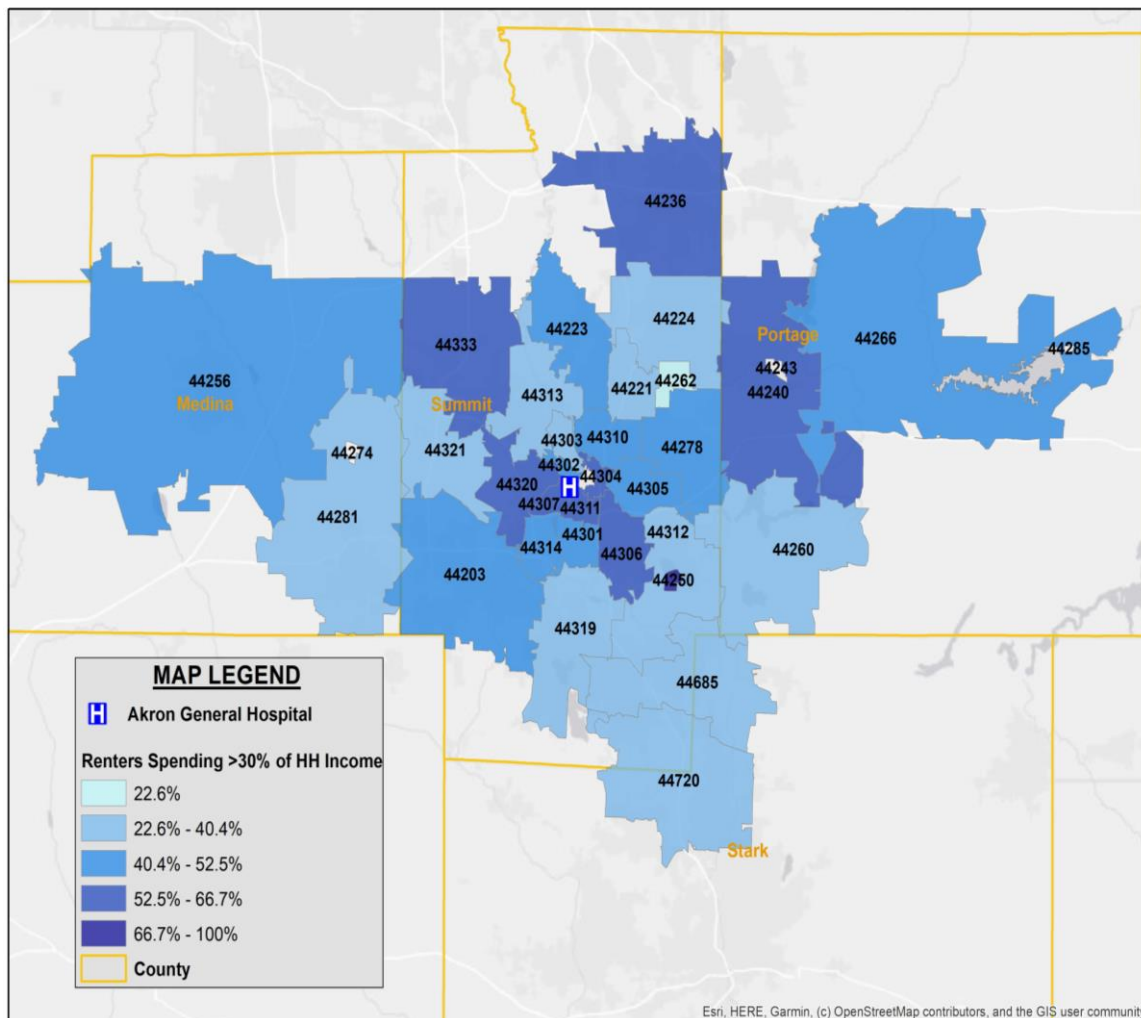 44236
44223
44224
Portage
44333
44266
44285
44243
44262
44256
44221
44240
44313
Medina
Summit
44303
44310
44278
44274
44321
44302
44304
44320
44305
44307
44311
H
44281
44312
44314
44301
44306
44260
44203
44250
44319
44685
44720
Stark
MAP LEGEND
H Akron General Hospital
Renters Spending >30% of HH Income
22.6%
22.6% - 40.4%
40.4% - 52.5%
52.5% - 66.7%
66.7% - 100%
County
Esri, HERE, Garmin, (c) OpenStreetMap contributors, and the GIS user communit